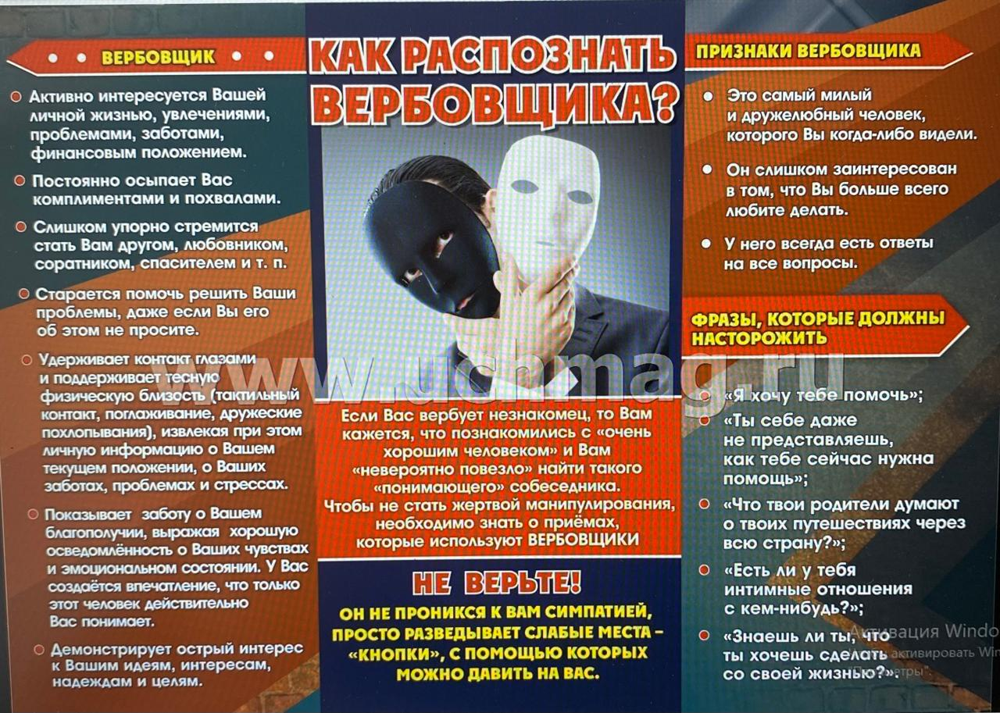 КАК РАСПОЗНАТЬ
ВЕРБОВЩИКА?
ВЕРБОВЩИК
Активно интересуется Вашей
личной жизнью, увлечениями,
проблемами, заботами,
финансовым положением.
Постоянно осыпает Вас
комплиментами и похвалами.
Слишком упорно стремится
стать Вам другом, любовником,
соратником, спасителем и т. п.
Старается помочь решить Ваши
проблемы, даже если Вы его
об этом не просите.
Удерживает контакт глазами
и поддерживает тесную
физическую близость (тактильный
контакт, поглаживание, дружеские
похлопывания), извлекая при этом
личную информацию о Вашем
текущем положении, о Ваших
заботах, проблемах и стрессах.
Показывает заботу о Вашем
благополучии, выражая хорошую
осведомлённость о Ваших чувствах
и эмоциональном состоянии. У Вас
создаётся впечатление, что только
этот человек действительно
Вас понимает.
Демонстрирует острый интерес
к Вашим идеям, интересам,
надеждам и целям.
www.uchmag.ru
Если Вас вербует незнакомец, то Вам
кажется, что познакомились с «очень
хорошим человеком» и Вам
«невероятно повезло» найти такого
«понимающего» собеседника.
Чтобы не стать жертвой манипулирования,
необходимо знать о приёмах,
которые используют ВЕРБОВЩИКИ
НЕ ВЕРЬТЕ!
ОН НЕ ПРОНИКСЯ К ВАМ СИМПАТИЕЙ,
ПРОСТО РАЗВЕДЫВАЕТ СЛАБЫЕ МЕСТА –
«КНОПКИ», С ПОМОЩЬЮ КОТОРЫХ
МОЖНО ДАВИТЬ НА ВАС.
ПРИЗНАКИ ВЕРБОВЩИКА
Это самый милый
и дружелюбный человек,
которого Вы когда-либо видели.
Он слишком заинтересован
в том, что Вы больше всего
любите делать.
У него всегда есть ответы
на все вопросы.
ФРАЗЫ, КОТОРЫЕ ДОЛЖНЫ
НАСТОРОЖИТЬ
«Я хочу тебе помочь»;
«Ты себе даже
не представляешь,
как тебе сейчас нужна
помощь»;
«Что твои родители думают
о твоих путешествиях через
всю страну?»;
«Есть ли у тебя
интимные отношения
с кем-нибудь?»;
«Знаешь ли ты, что
ты хочешь сделать
со своей жизнью?».
Активация Windo
активировать Win